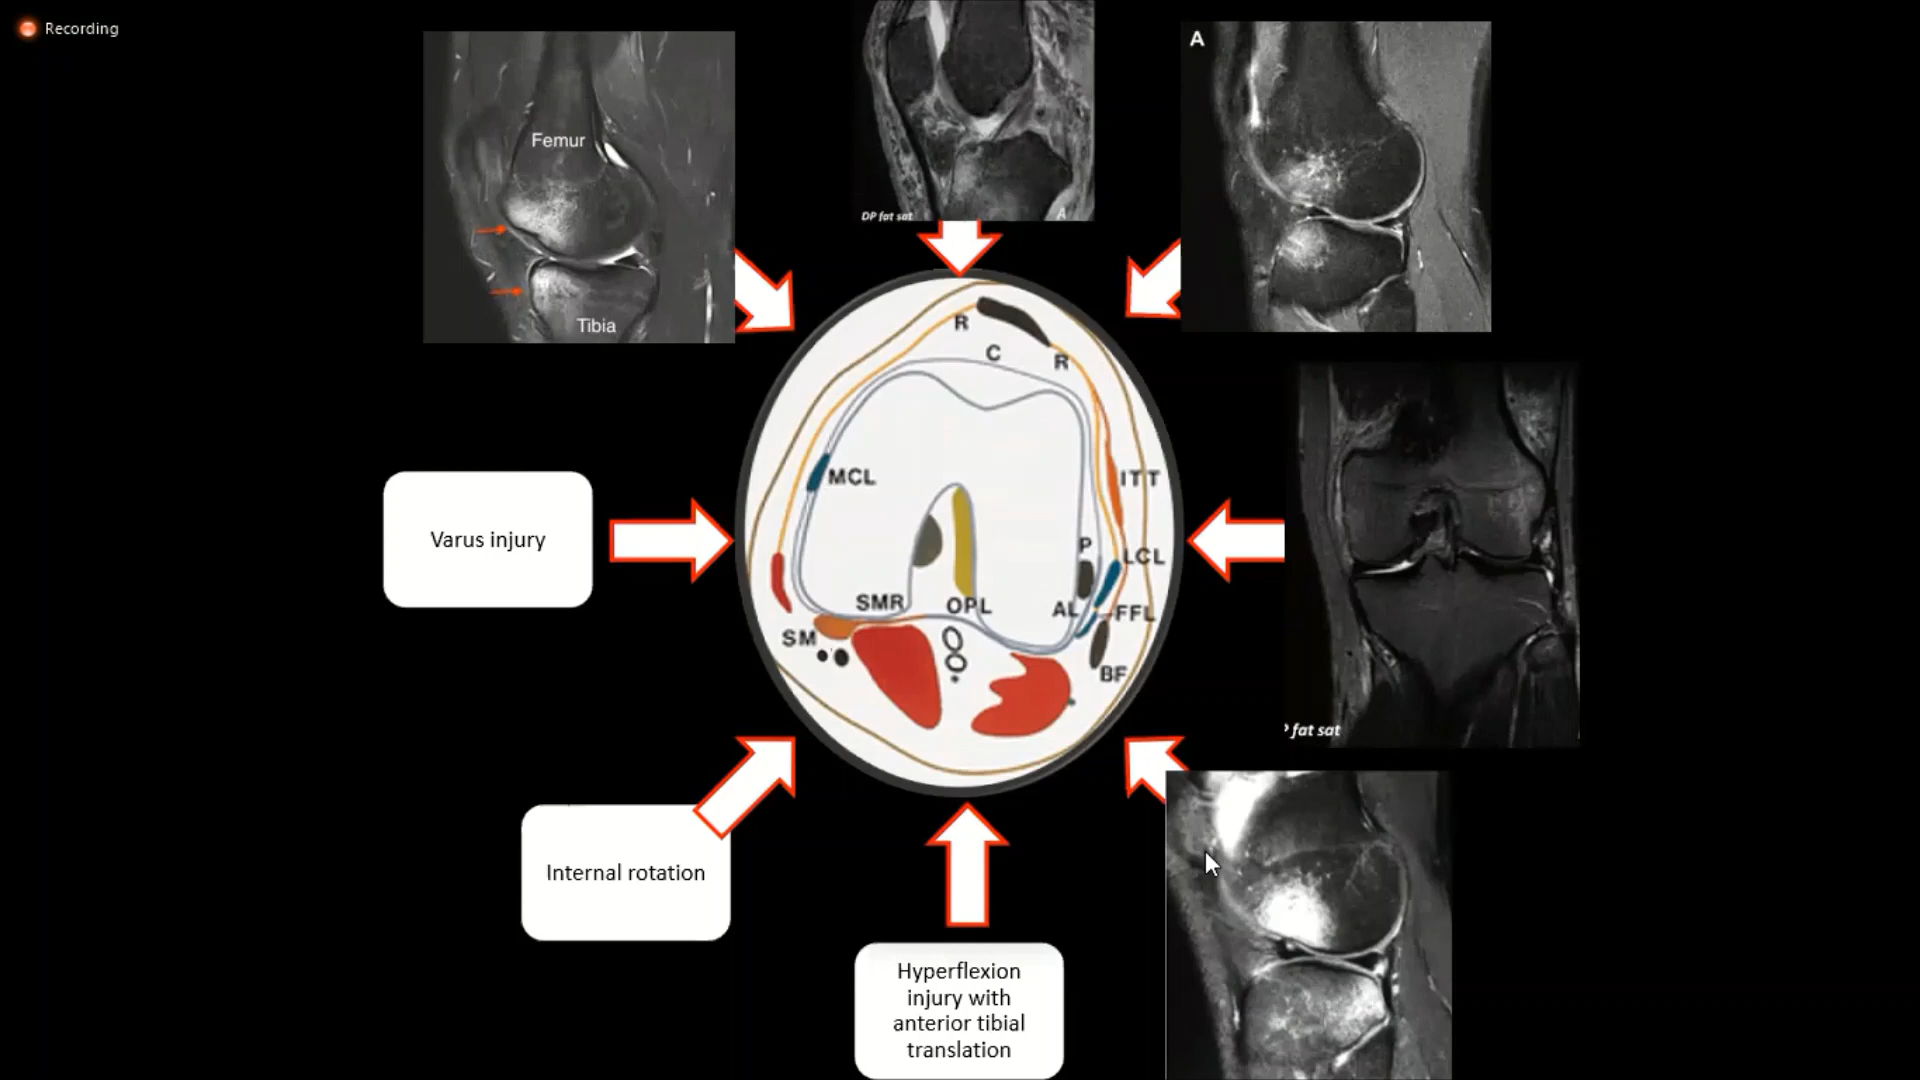 Recording
Femur
Tibia
DP fat sat
A
A
R
C
R
MCL
ITT
P
LCL
SMR
OPL
AL
FFL
SM
BF
Varus injury
fat sat
Internal rotation
Hyperflexion
injury with
anterior tibial
translation